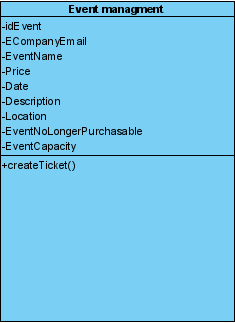 Event managment
-idEvent
-ECompanyEmail
-EventName
-Price
-Date
-Description
-Location
-EventNoLongerPurchasable
-EventCapacity
+createTicket()